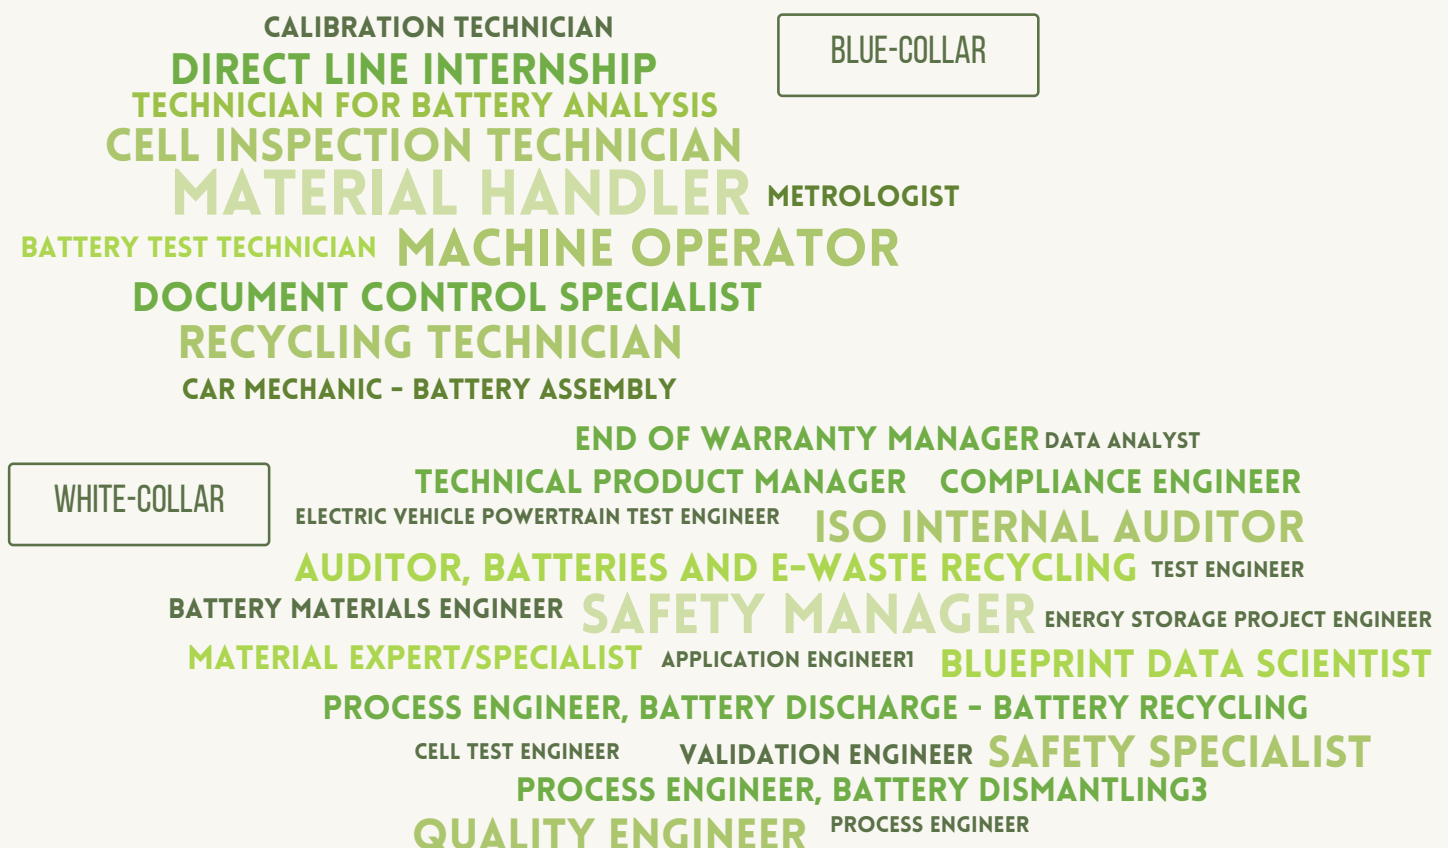 CALIBRATION TECHNICIAN
BLUE-COLLAR
DIRECT LINE INTERNSHIP
TECHNICIAN FOR BATTERY ANALYSIS
CELL INSPECTION TECHNICIAN
MATERIAL HANDLER METROLOGIST
BATTERY TEST TECHNICIAN MACHINE OPERATOR
DOCUMENT CONTROL SPECIALIST
RECYCLING TECHNICIAN
CAR MECHANIC - BATTERY ASSEMBLY
END OF WARRANTY MANAGER DATA ANALYST
WHITE-COLLAR
TECHNICAL PRODUCT MANAGER COMPLIANCE ENGINEER
ELECTRIC VEHICLE POWERTRAIN TEST ENGINEER ISO INTERNAL AUDITOR
AUDITOR, BATTERIES AND E-WASTE RECYCLING TEST ENGINEER
BATTERY MATERIALS ENGINEER SAFETY MANAGER ENERGY STORAGE PROJECT ENGINEER
MATERIAL EXPERT/SPECIALIST APPLICATION ENGINEER1 BLUEPRINT DATA SCIENTIST
PROCESS ENGINEER, BATTERY DISCHARGE - BATTERY RECYCLING
CELL TEST ENGINEER VALIDATION ENGINEER SAFETY SPECIALIST
PROCESS ENGINEER, BATTERY DISMANTLING3
QUALITY ENGINEER PROCESS ENGINEER